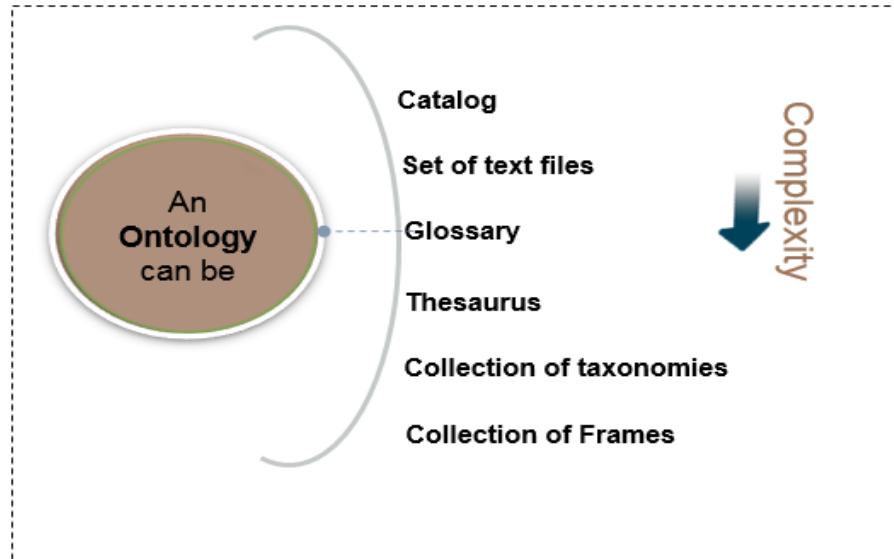 An
Ontology
can be
Catalog
Set of text files
Glossary
Thesaurus
Collection of taxonomies
Collection of Frames
Complexity